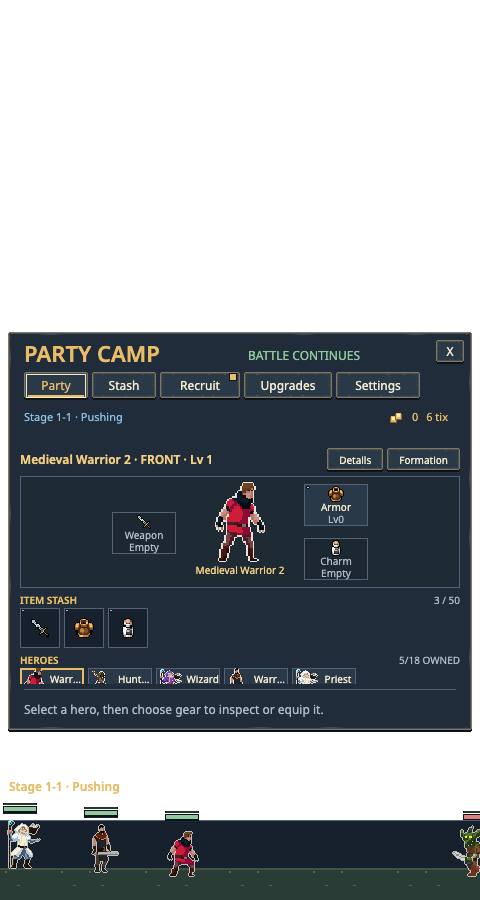 PARTY CAMP
BATTLE CONTINUES
X
Party
Stash
Recruit
Upgrades
Settings
Stage 1-1 · Pushing
0 6 tix
Medieval Warrior 2 · FRONT · Lv 1
Details
Formation
Weapon
Empty
Armor
Lv0
Charm
Empty
Medieval Warrior 2
ITEM STASH
3 / 50
HEROES
5/18 OWNED
Warr...
Hunt...
Wizard
Warr...
Priest
Select a hero, then choose gear to inspect or equip it.
Stage 1-1 · Pushing